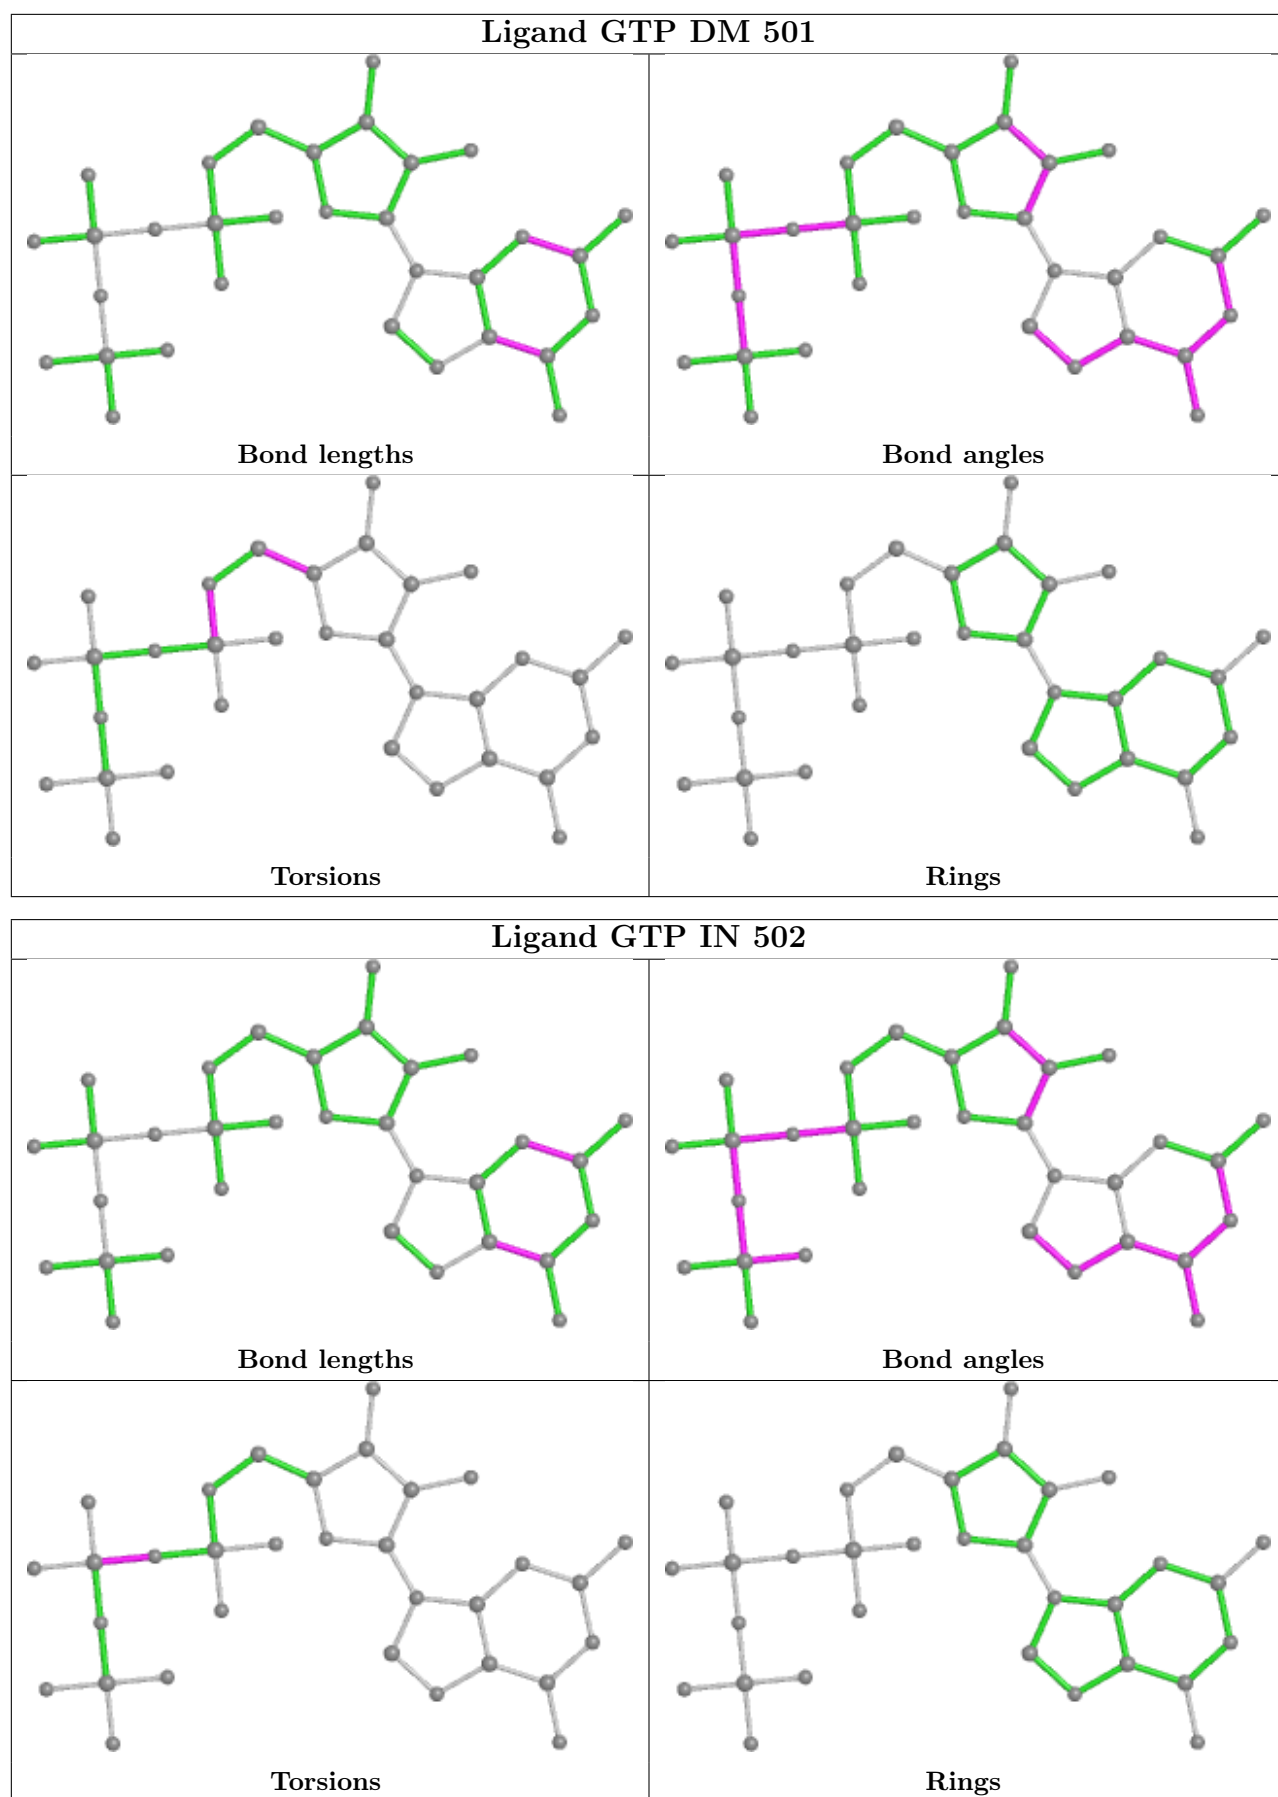 Ligand GTP DM 501
Bond lengths
Bond angles
Torsions
Rings
Ligand GTP IN 502
Bond lengths
Bond angles
Torsions
Rings